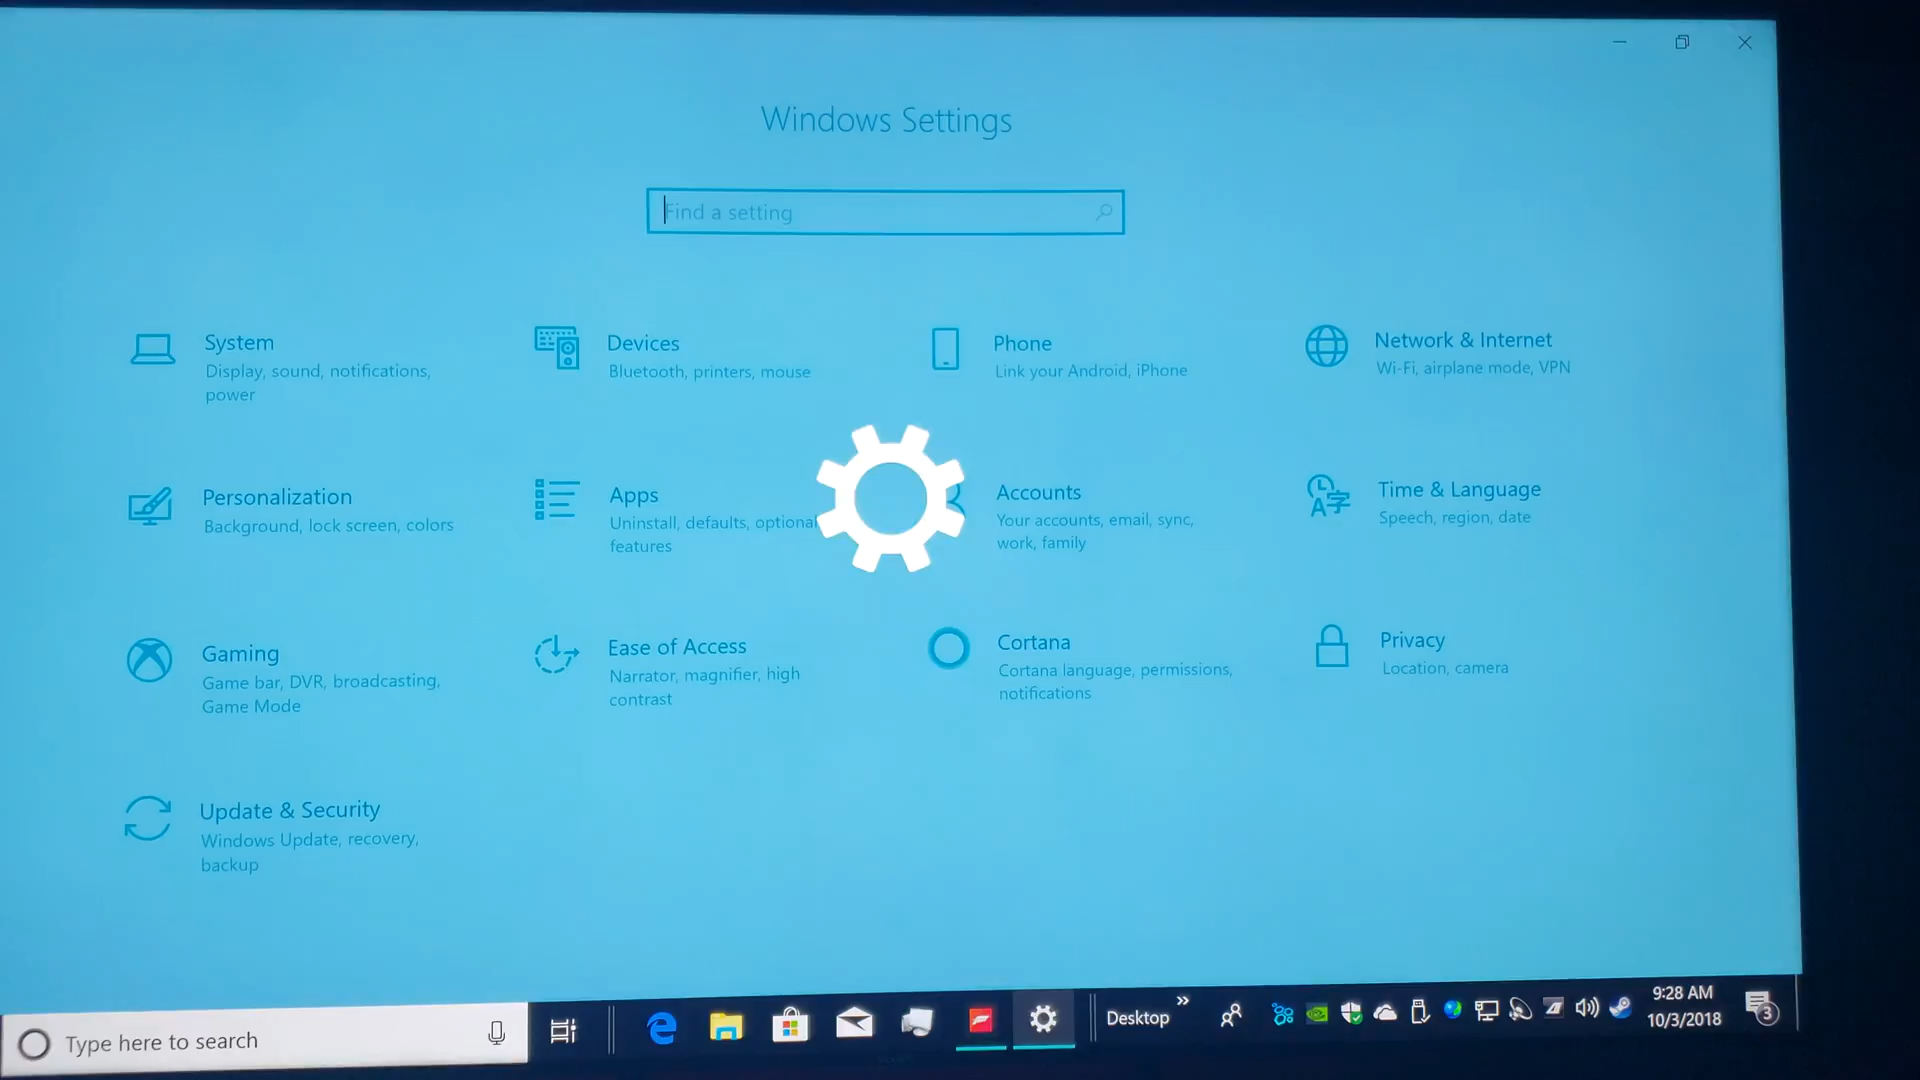 Windows Settings
Find a setting
System
Display, sound, notifications,
power
Devices
Bluetooth, printers, mouse
Phone
Link your Android, iPhone
Network & Internet
Wi-Fi, airplane mode, VPN
Personalization
Background, lock screen, colors
Apps
Uninstall, defaults, optional
features
Accounts
Your accounts, email, sync,
work, family
Time & Language
Speech, region, date
Gaming
Game bar, DVR, broadcasting,
Game Mode
Ease of Access
Narrator, magnifier, high
contrast
Cortana
Cortana language, permissions,
notifications
Privacy
Location, camera
Update & Security
Windows Update, recovery,
backup
Type here to search
Desktop
9:28 AM
10/3/2018
3